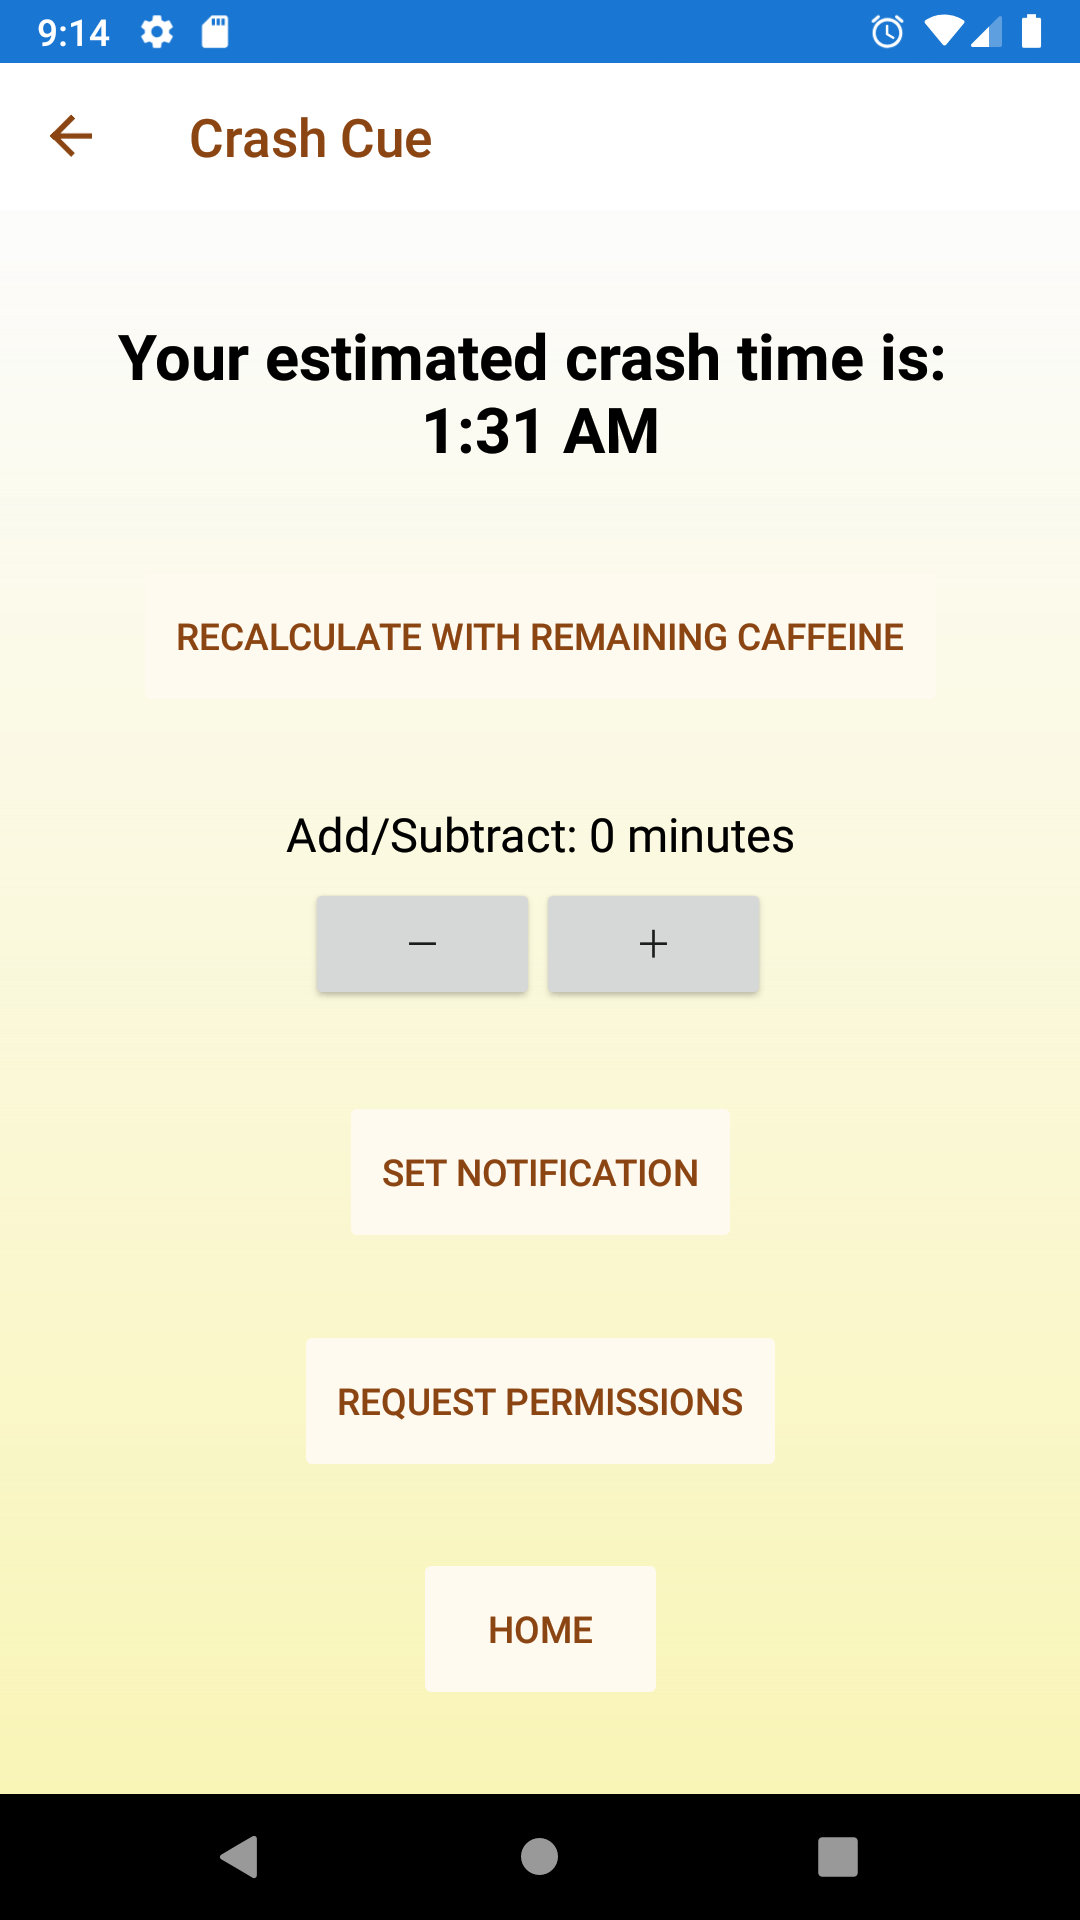 9:14
Crash Cue
Your estimated crash time is:
1:31 AM
RECALCULATE WITH REMAINING CAFFEINE
Add/Subtract: 0 minutes
− +
SET NOTIFICATION
REQUEST PERMISSIONS
HOME